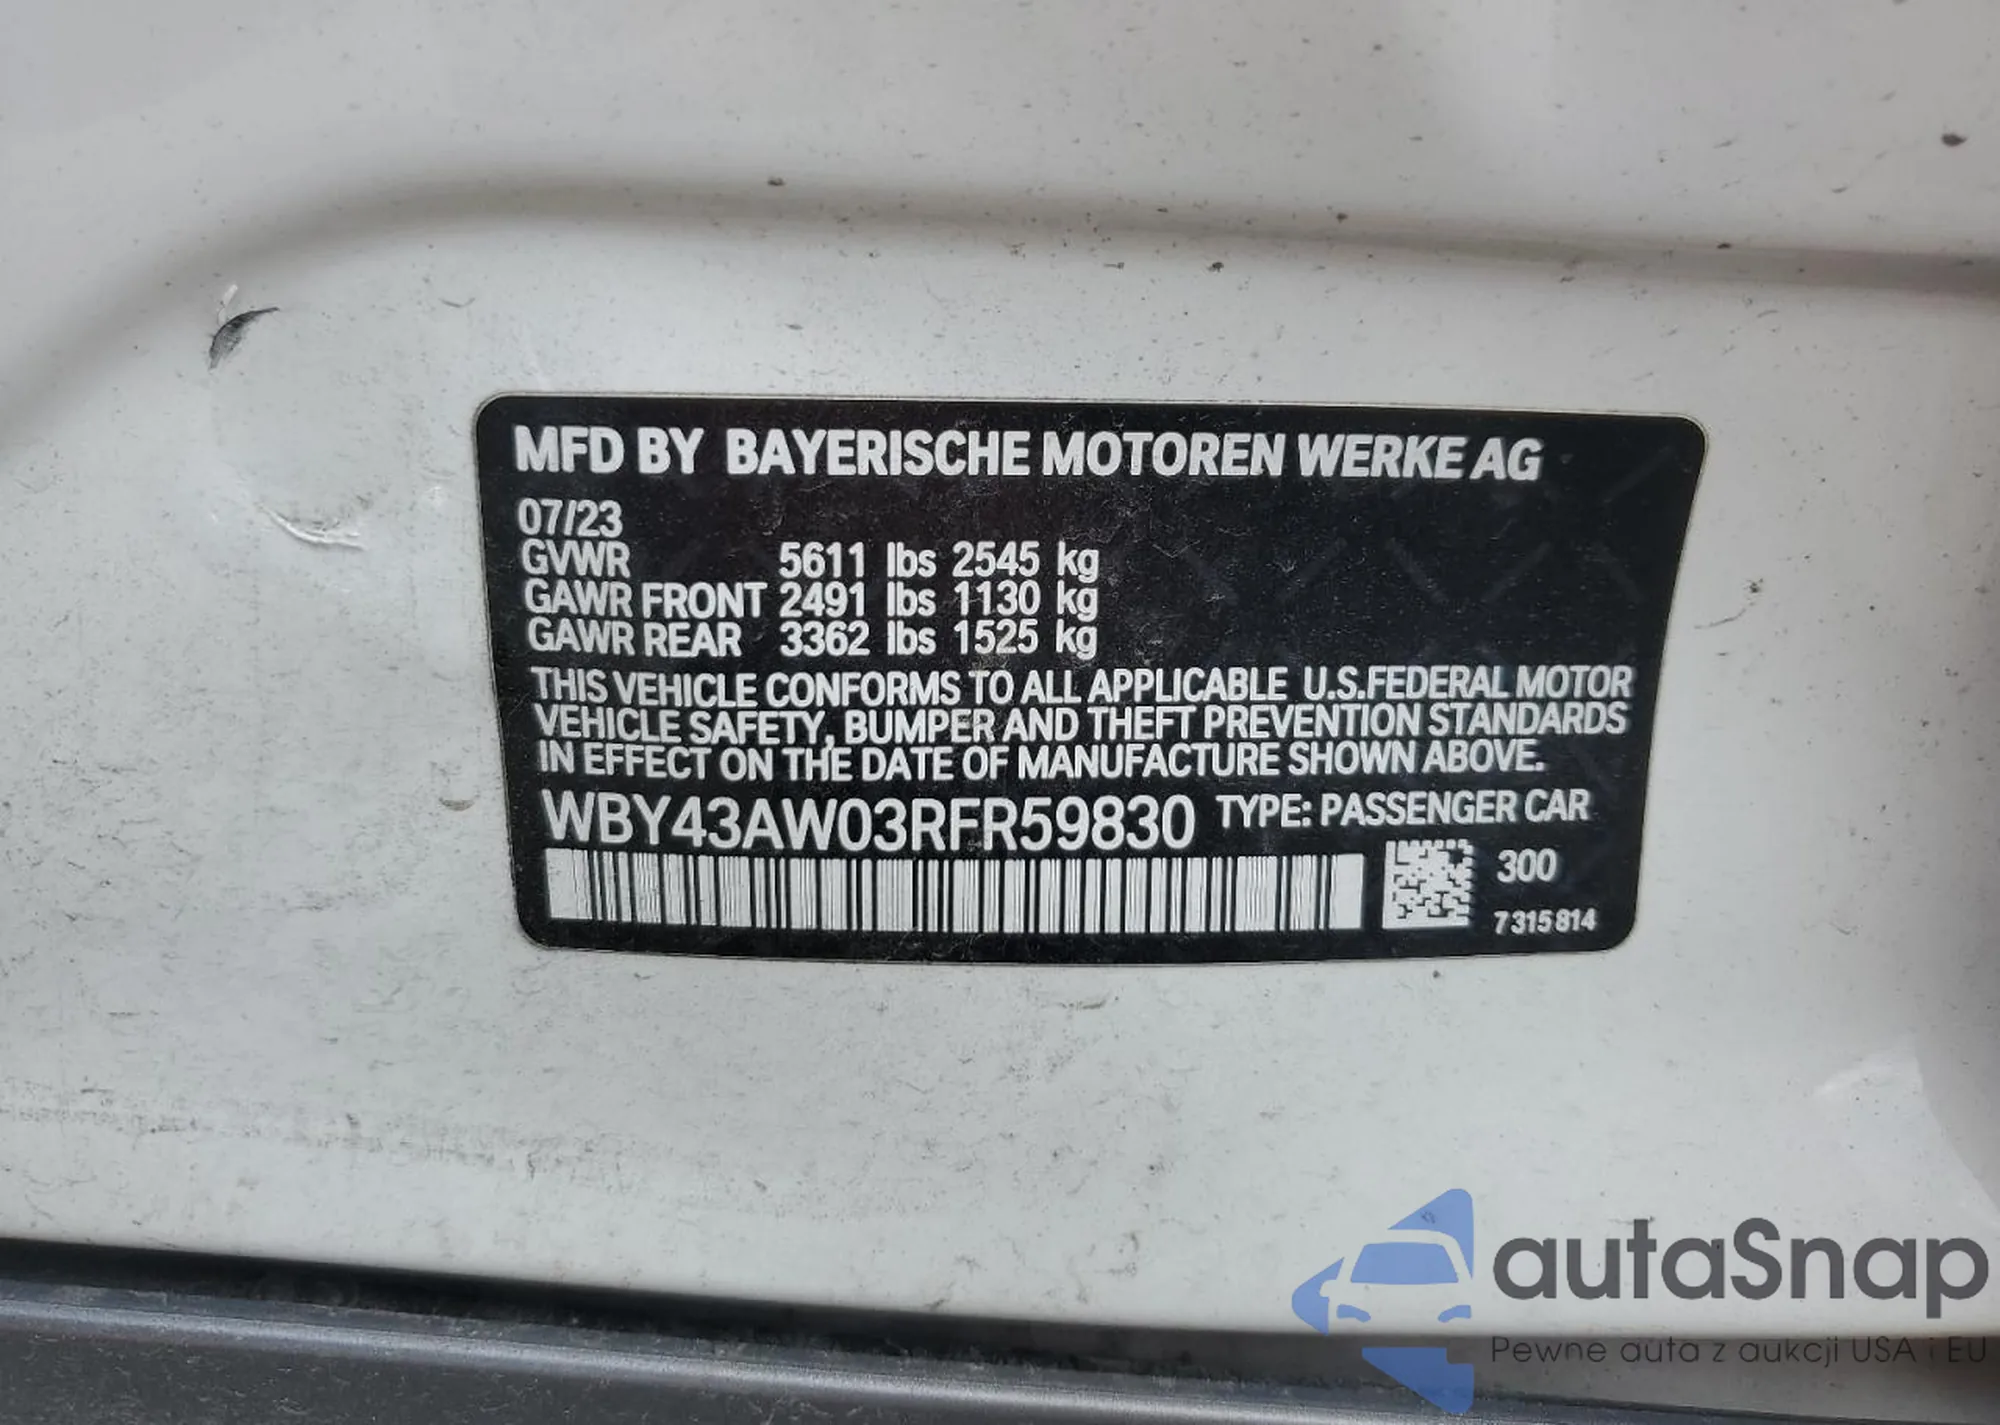 MFD BY BAYERISCHE MOTOREN WERKE AG
07/23
GVWR 5611 lbs 2545 kg
GAWR FRONT 2491 lbs 1130 kg
GAWR REAR 3362 lbs 1525 kg
THIS VEHICLE CONFORMS TO ALL APPLICABLE U.S.FEDERAL MOTOR
VEHICLE SAFETY, BUMPER AND THEFT PREVENTION STANDARDS
IN EFFECT ON THE DATE OF MANUFACTURE SHOWN ABOVE.
WBY43AW03RFR59830 TYPE: PASSENGER CAR
300
7315814
autaSnap
Pewne auta z aukcji USA i EU